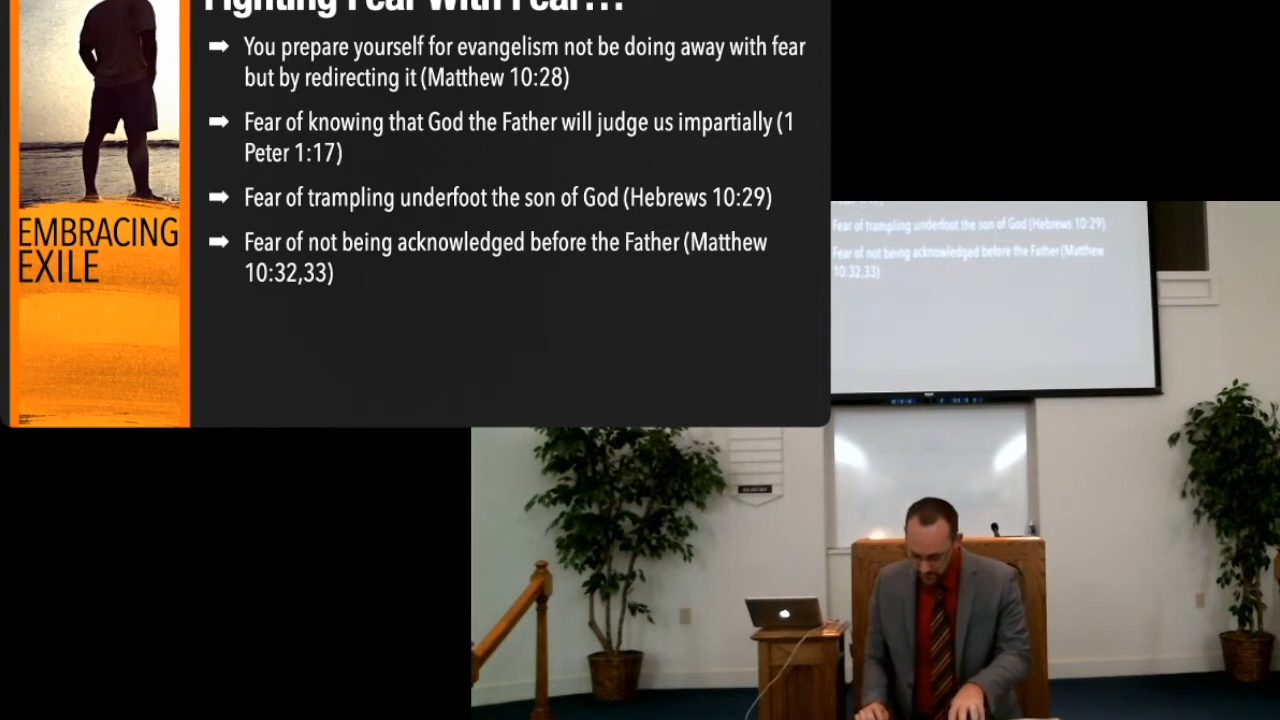 Fighting Fear With Fear...
You prepare yourself for evangelism not be doing away with fear
but by redirecting it (Matthew 10:28)
Fear of knowing that God the Father will judge us impartially (1
Peter 1:17)
Fear of trampling underfoot the son of God (Hebrews 10:29)
Fear of not being acknowledged before the Father (Matthew
10:32,33)
EMBRACING
EXILE
Fear of trampling underfoot the son of God (Hebrews 10:29)
Fear of not being acknowledged before the Father (Matthew
10:32,33)